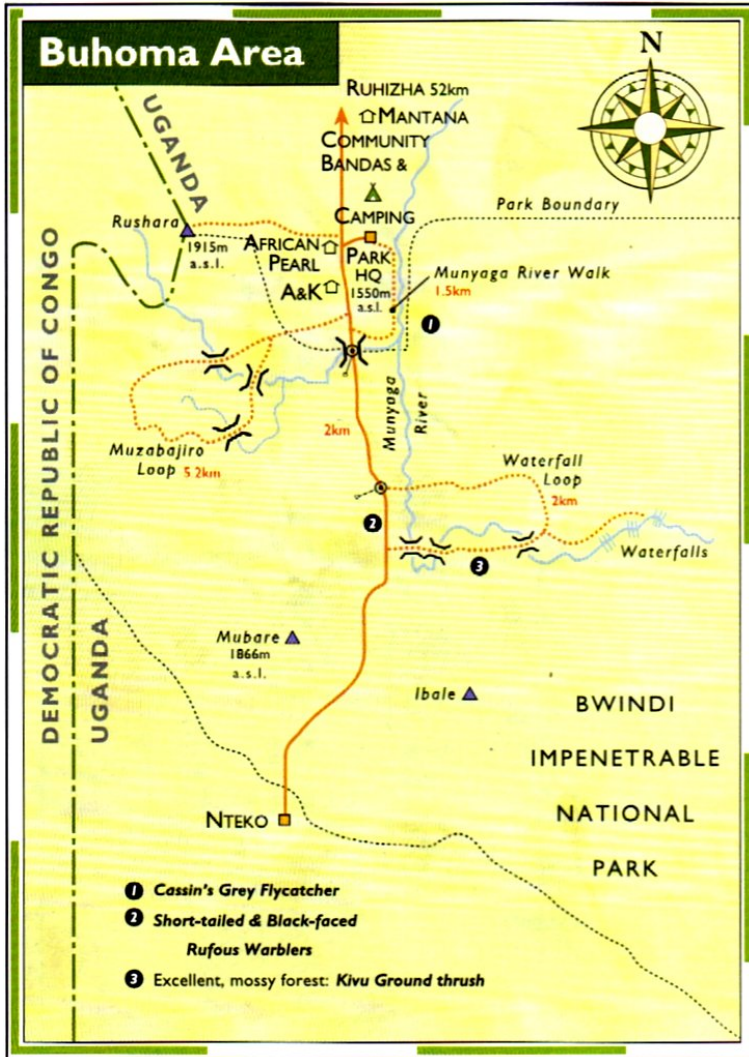 Buhoma Area
N
RUHIZHA 52km
MANTANA
COMMUNITY
BANDAS &
CAMPING
UGANDA
Park Boundary
Rushara
1915m
a.s.l.
AFRICAN
PEARL
A&K
PARK
HQ
1550m
a.s.l.
Munyaga River Walk
1.5km
1
DEMOCRATIC REPUBLIC OF CONGO
UGANDA
Muzabajiro
Loop 5.2km
2km
Munyaga
River
Waterfall
Loop
2km
2
3
Waterfalls
Mubare
1866m
a.s.l.
Ibale
BWINDI
IMPENETRABLE
NATIONAL
PARK
NTEKO
1 Cassin's Grey Flycatcher
2 Short-tailed & Black-faced
Rufous Warblers
3 Excellent, mossy forest: Kivu Ground thrush